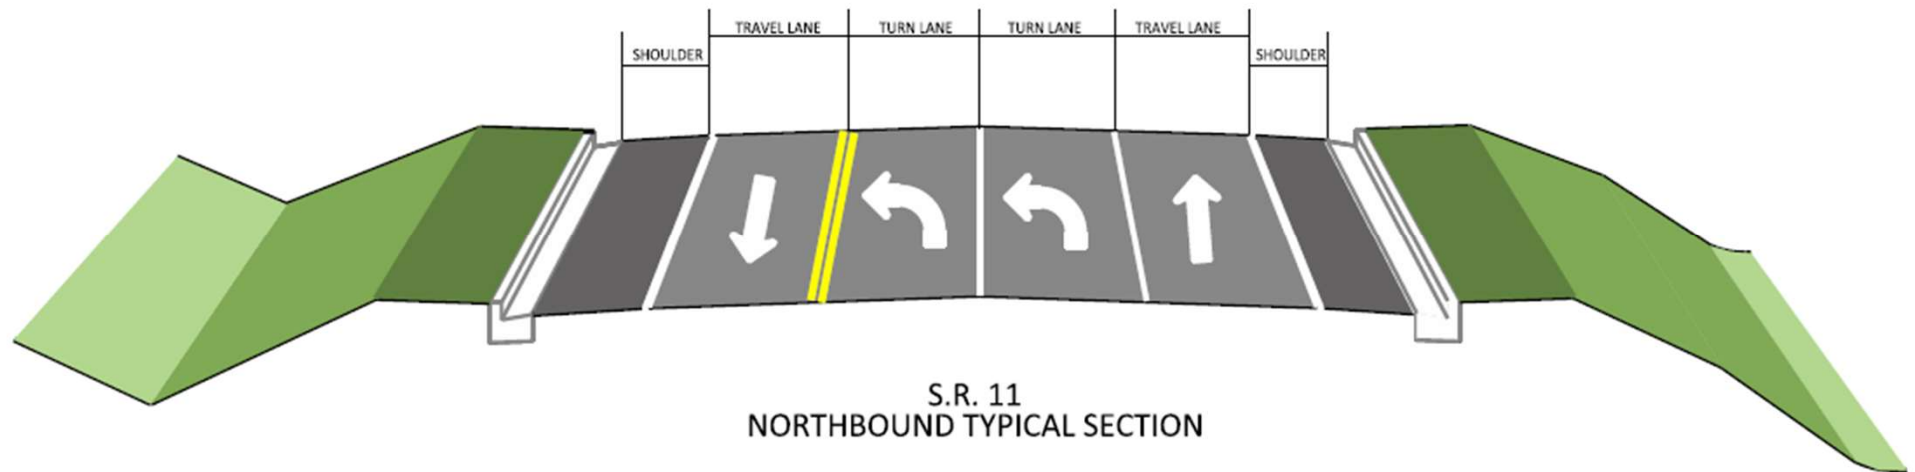 TRAVEL LANE TURN LANE TURN LANE TRAVEL LANE
SHOULDER SHOULDER
S.R. 11
NORTHBOUND TYPICAL SECTION